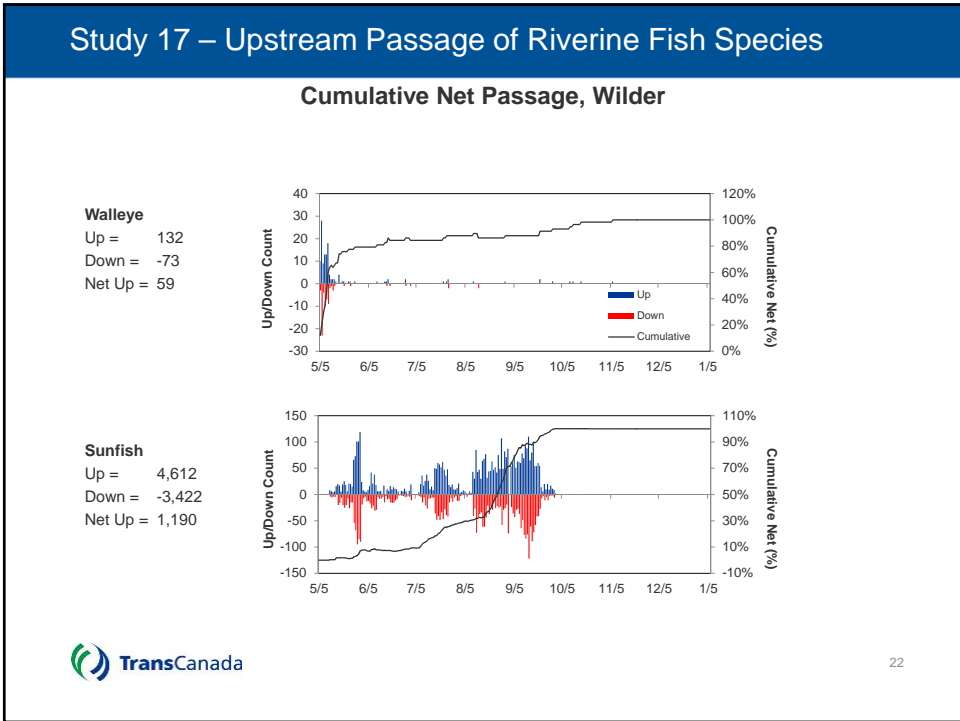 Study 17 – Upstream Passage of Riverine Fish Species
Cumulative Net Passage, Wilder
Walleye
Up = 132
Down = -73
Net Up = 59
Up/Down Count
40
30
20
10
0
-10
-20
-30
120%
100%
80%
60%
40%
20%
0%
Cumulative Net (%)
Up
Down
Cumulative
5/5 6/5 7/5 8/5 9/5 10/5 11/5 12/5 1/5
Sunfish
Up = 4,612
Down = -3,422
Net Up = 1,190
Up/Down Count
150
100
50
0
-50
-100
-150
110%
90%
70%
50%
30%
10%
-10%
Cumulative Net (%)
5/5 6/5 7/5 8/5 9/5 10/5 11/5 12/5 1/5
TransCanada
22